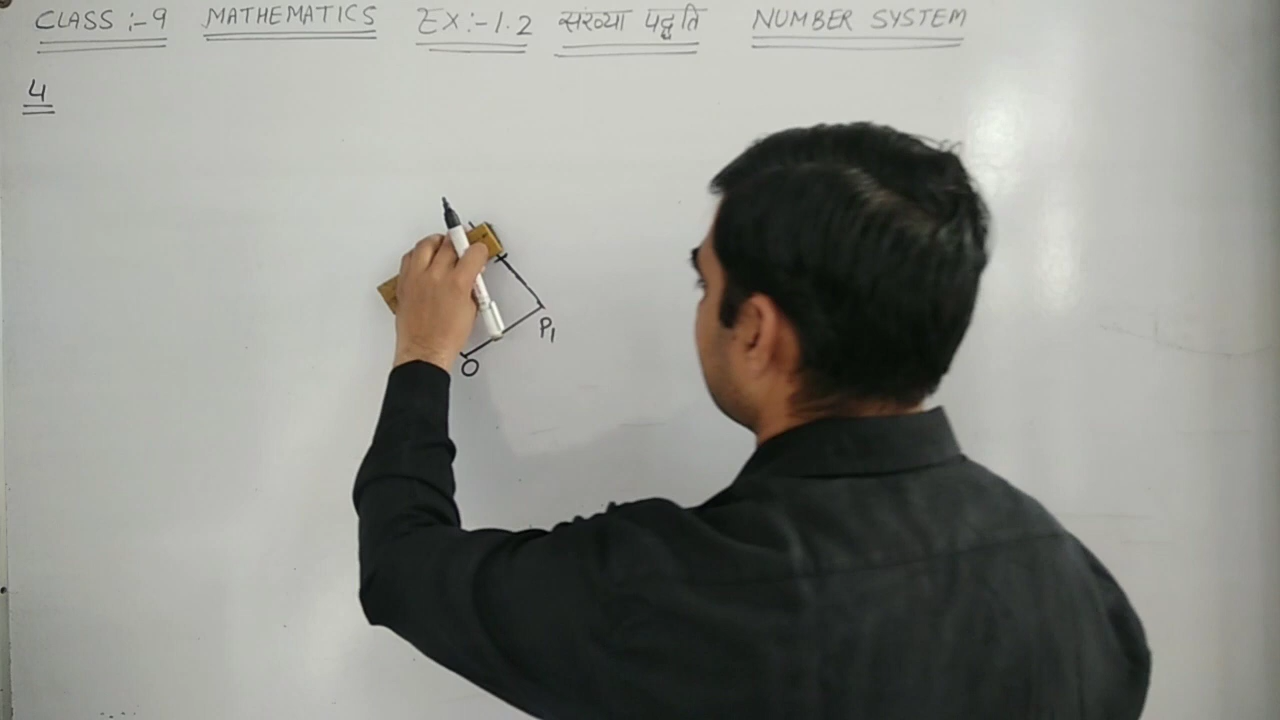 CLASS :- 9 MATHEMATICS EX:-1.2 संख्या पद्धति NUMBER SYSTEM
4
P1
O